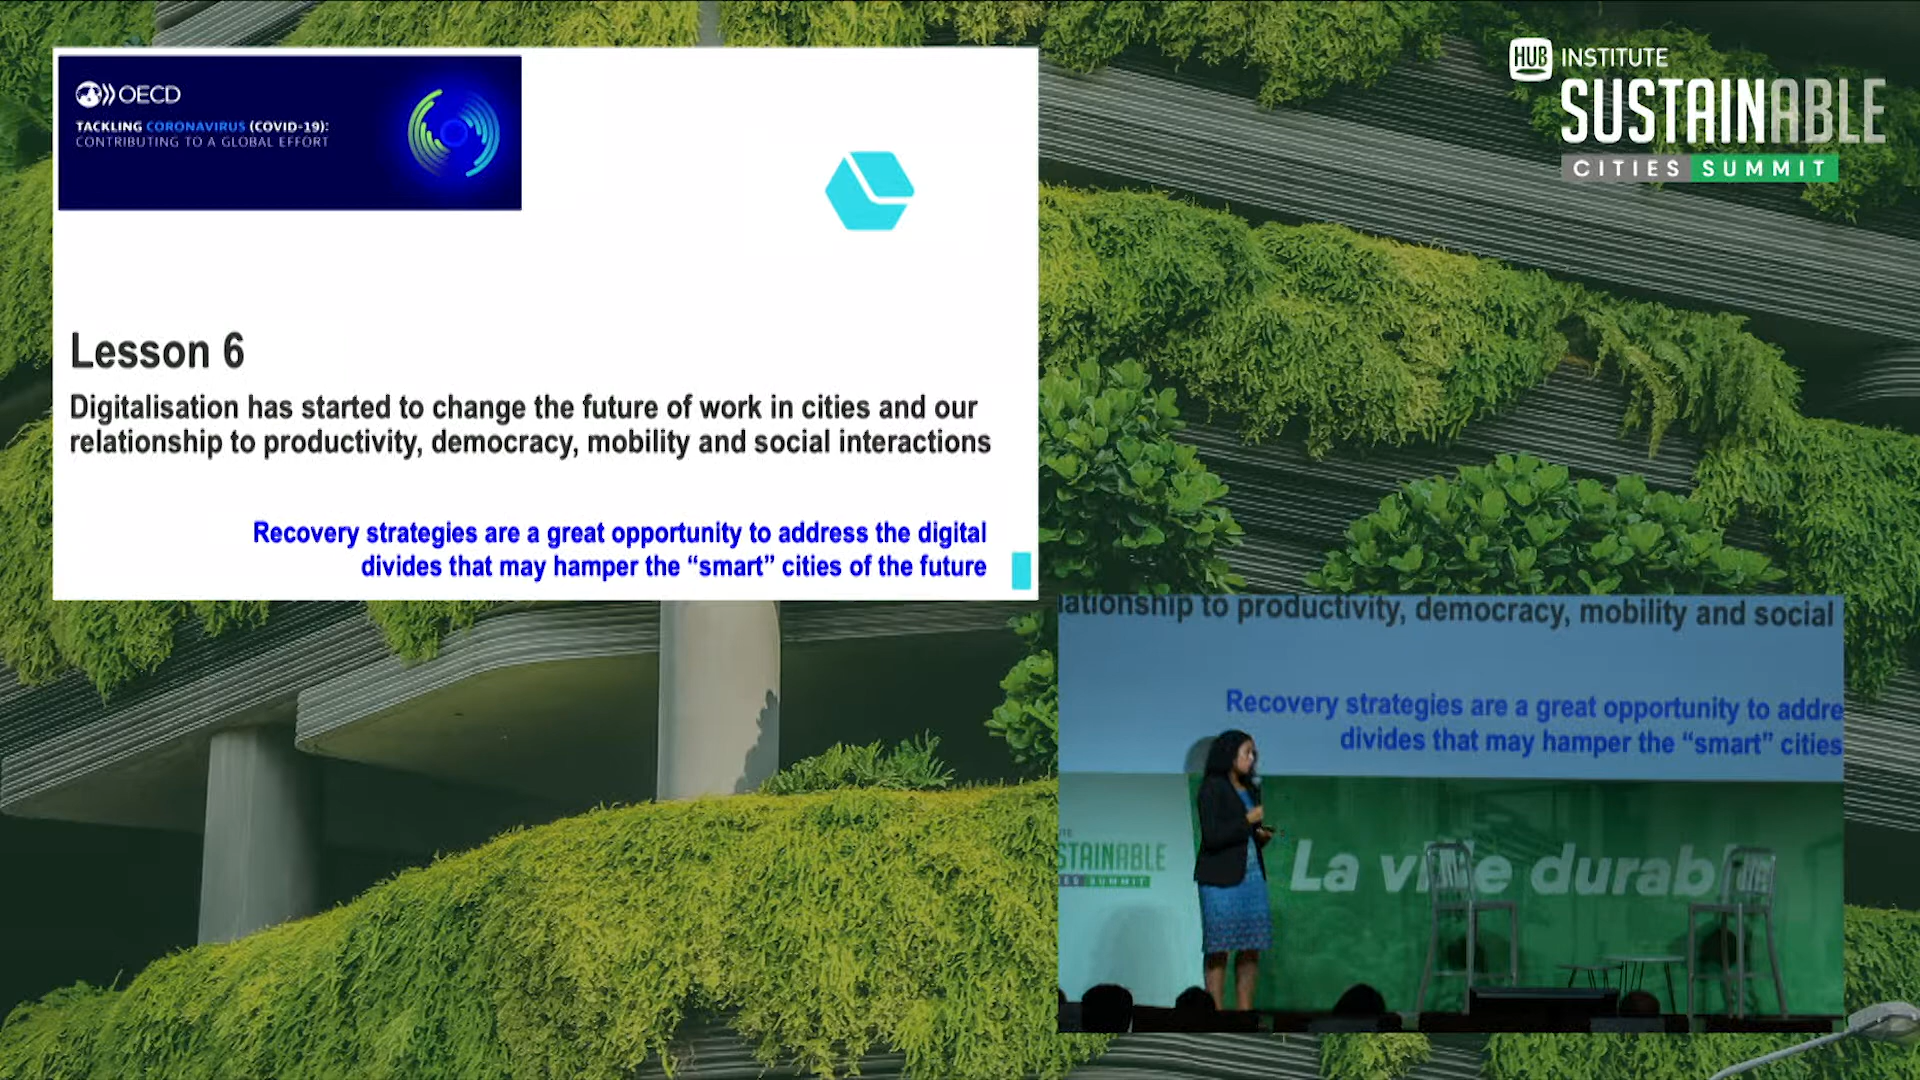 OECD
TACKLING CORONAVIRUS (COVID-19):
CONTRIBUTING TO A GLOBAL EFFORT
Lesson 6
Digitalisation has started to change the future of work in cities and our
relationship to productivity, democracy, mobility and social interactions
Recovery strategies are a great opportunity to address the digital
divides that may hamper the “smart” cities of the future
HUB INSTITUTE
SUSTAINABLE
CITIES SUMMIT
lationship to productivity, democracy, mobility and social
Recovery strategies are a great opportunity to addre
divides that may hamper the “smart” cities
STAINABLE
IES SUMMIT
La ville durable